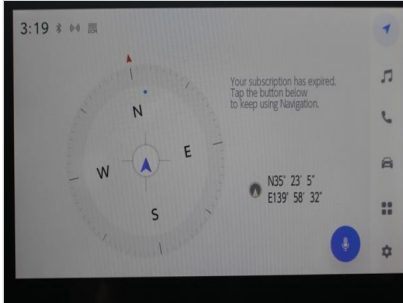 3:19
Your subscription has expired.
Tap the button below
to keep using Navigation.
N
W
E
S
N35° 23' 5"
E139° 58' 32"